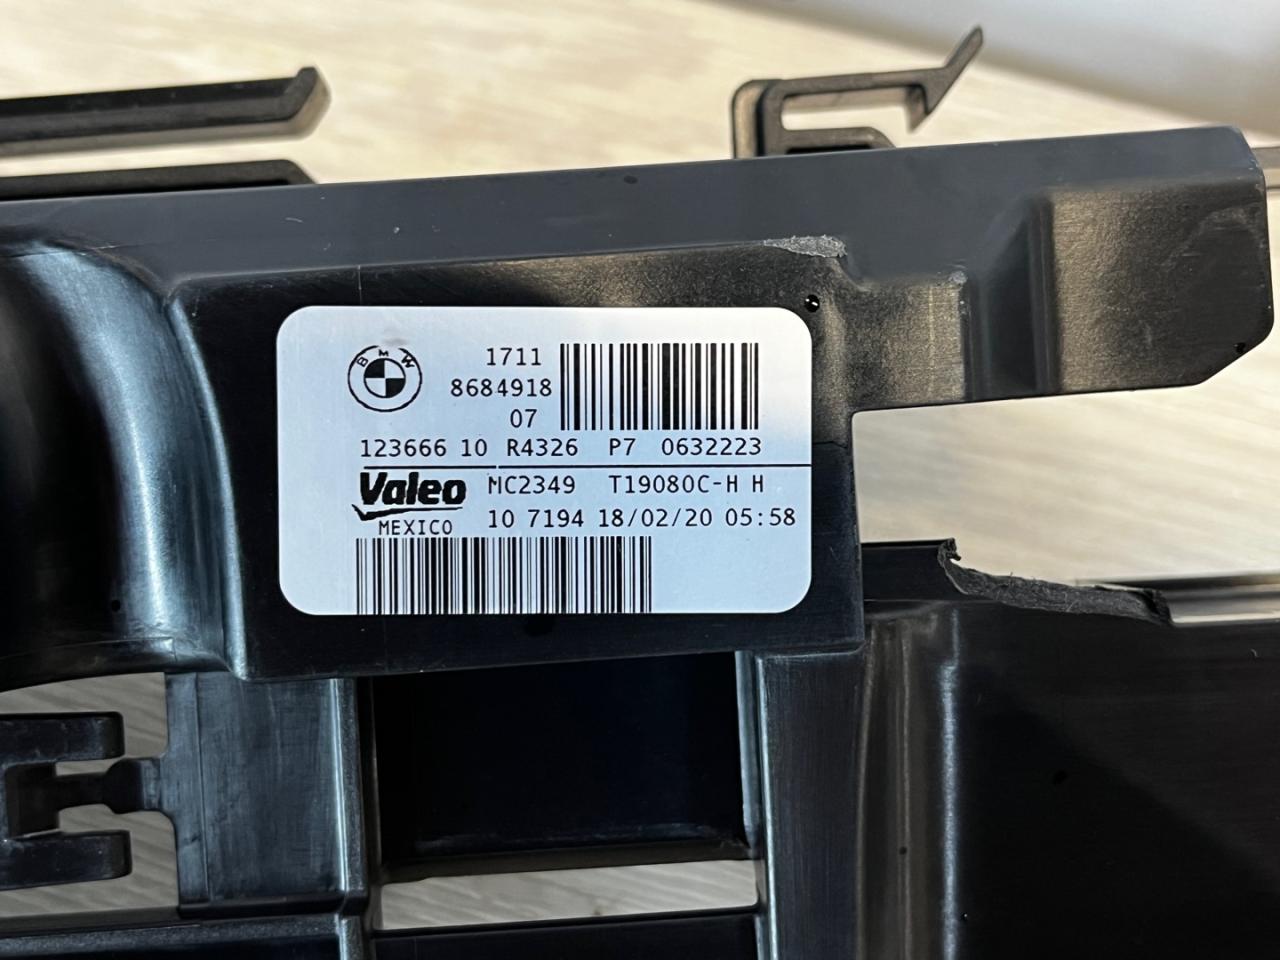 BMW
1711
8684918
07
123666 10 R4326 P7 0632223
Valeo MC2349 T19080C-H H
MEXICO 10 7194 18/02/20 05:58